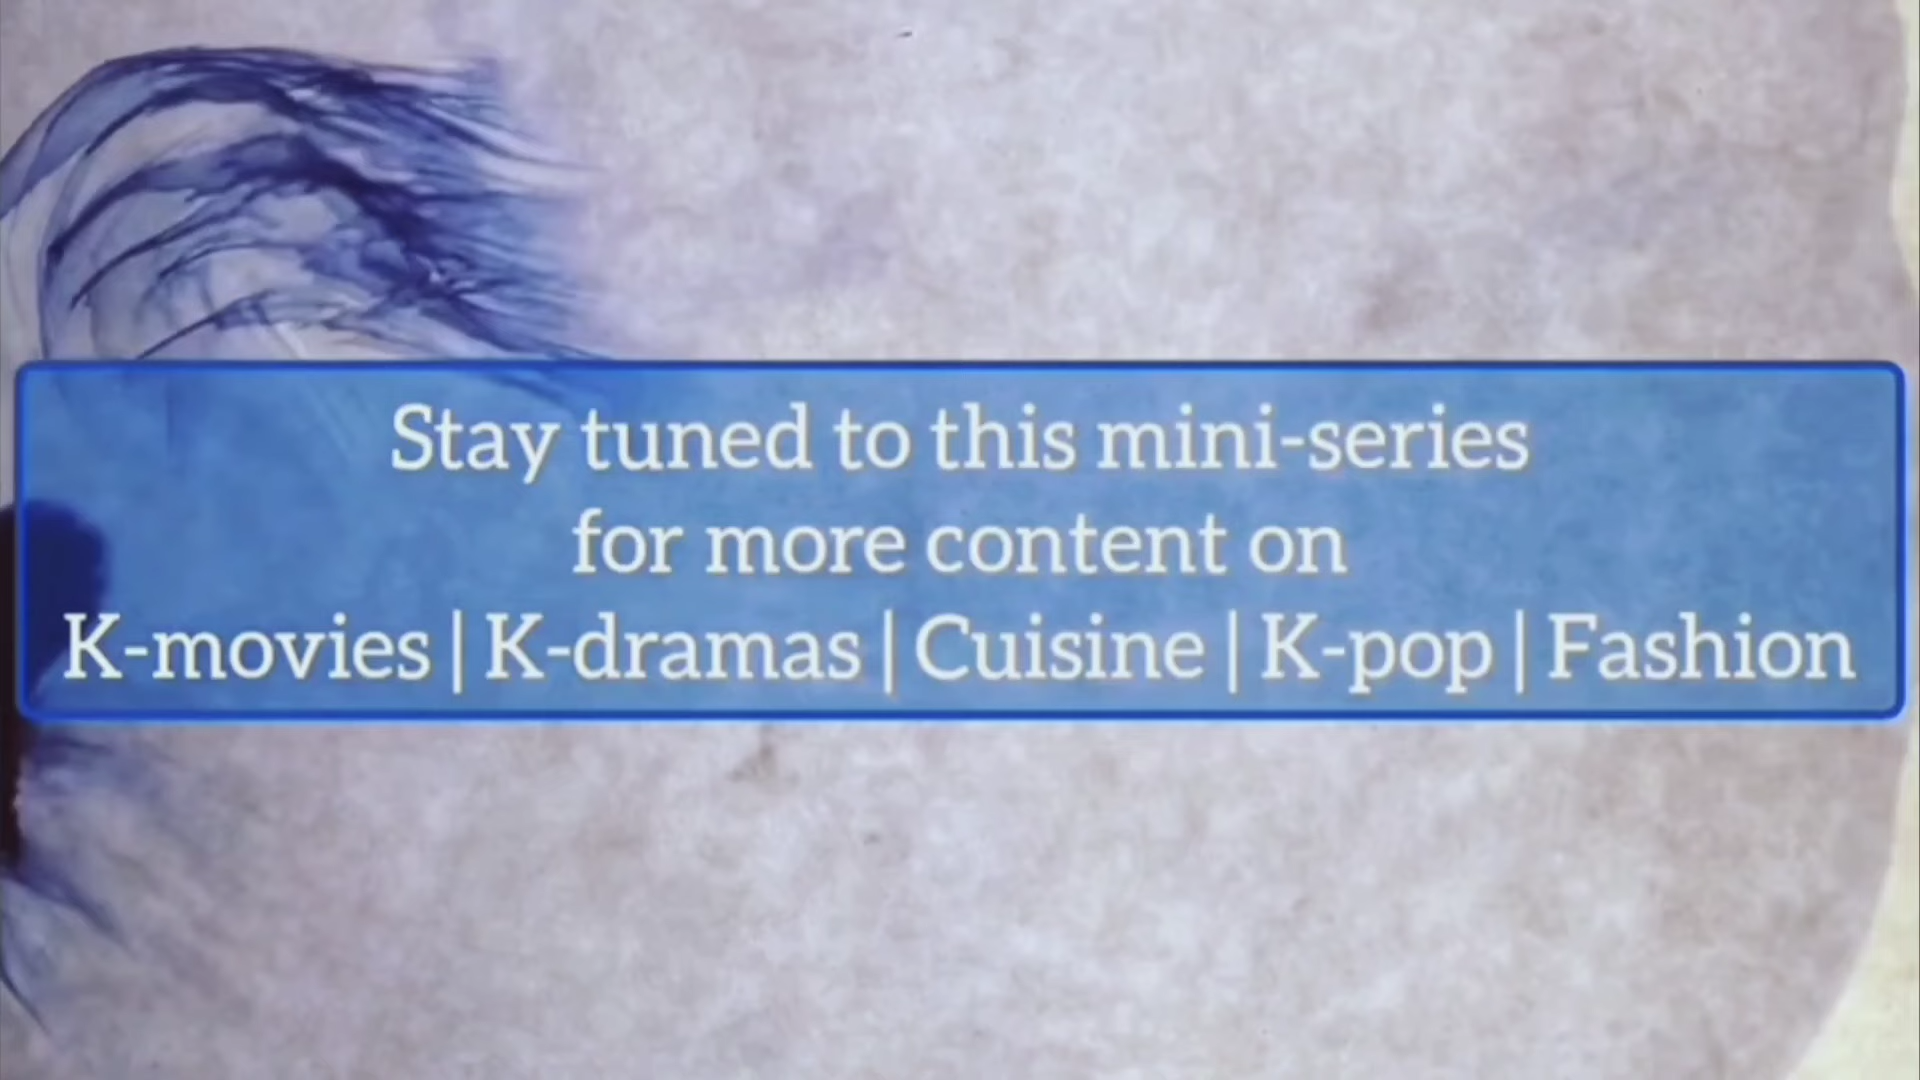 Stay tuned to this mini-series
for more content on
K-movies | K-dramas | Cuisine | K-pop | Fashion